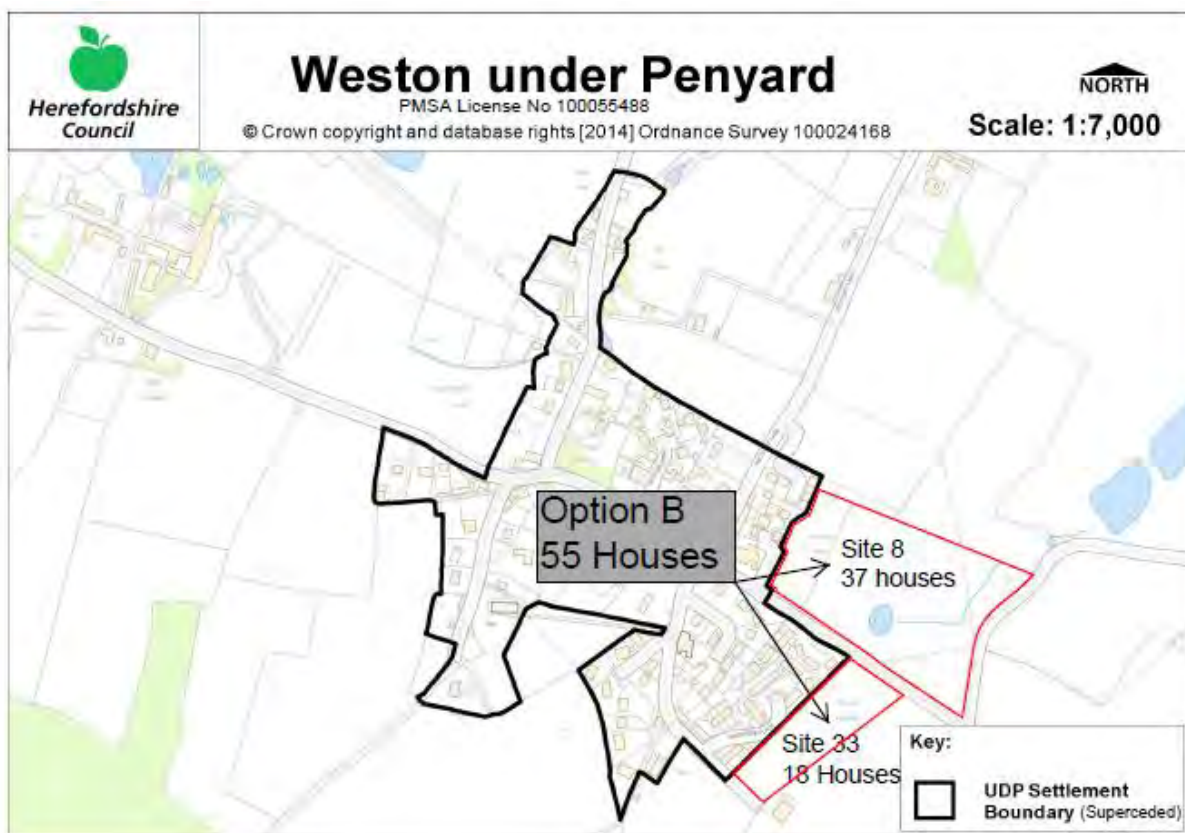 Herefordshire
Council
Weston under Penyard
PMSA License No 100055488
© Crown copyright and database rights [2014] Ordnance Survey 100024168
NORTH
Scale: 1:7,000
Option B
55 Houses
Site 8
37 houses
Site 33
18 Houses
Key:
UDP Settlement
Boundary (Superceded)